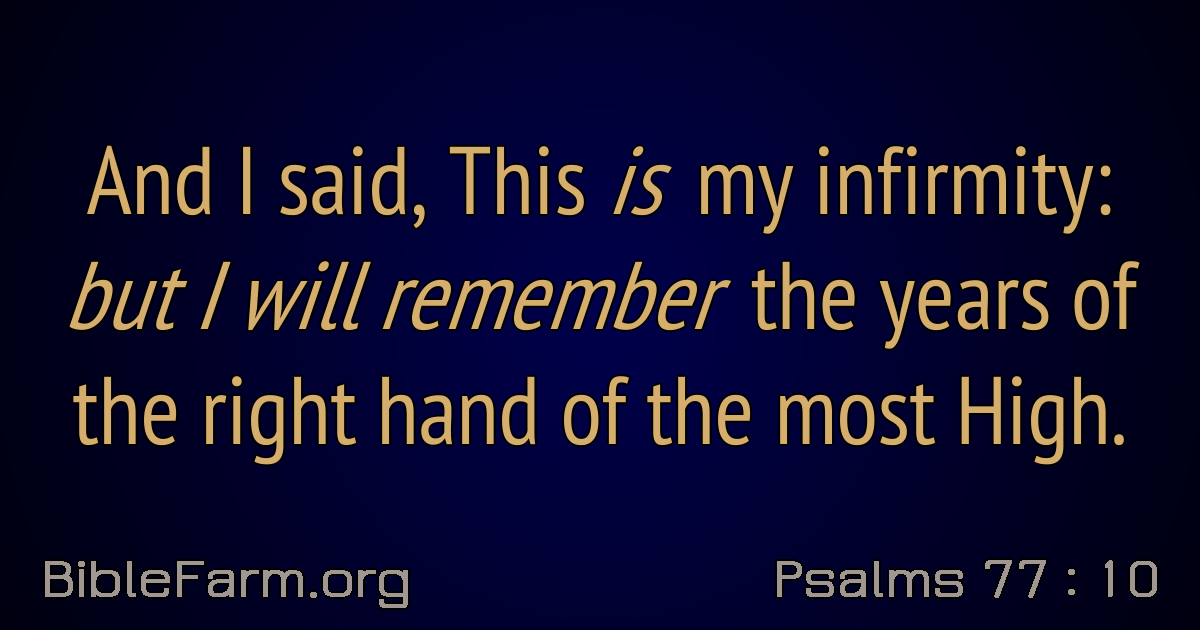 And I said, This is my infirmity:
but I will remember the years of
the right hand of the most High.
BibleFarm.org
Psalms 77 : 10